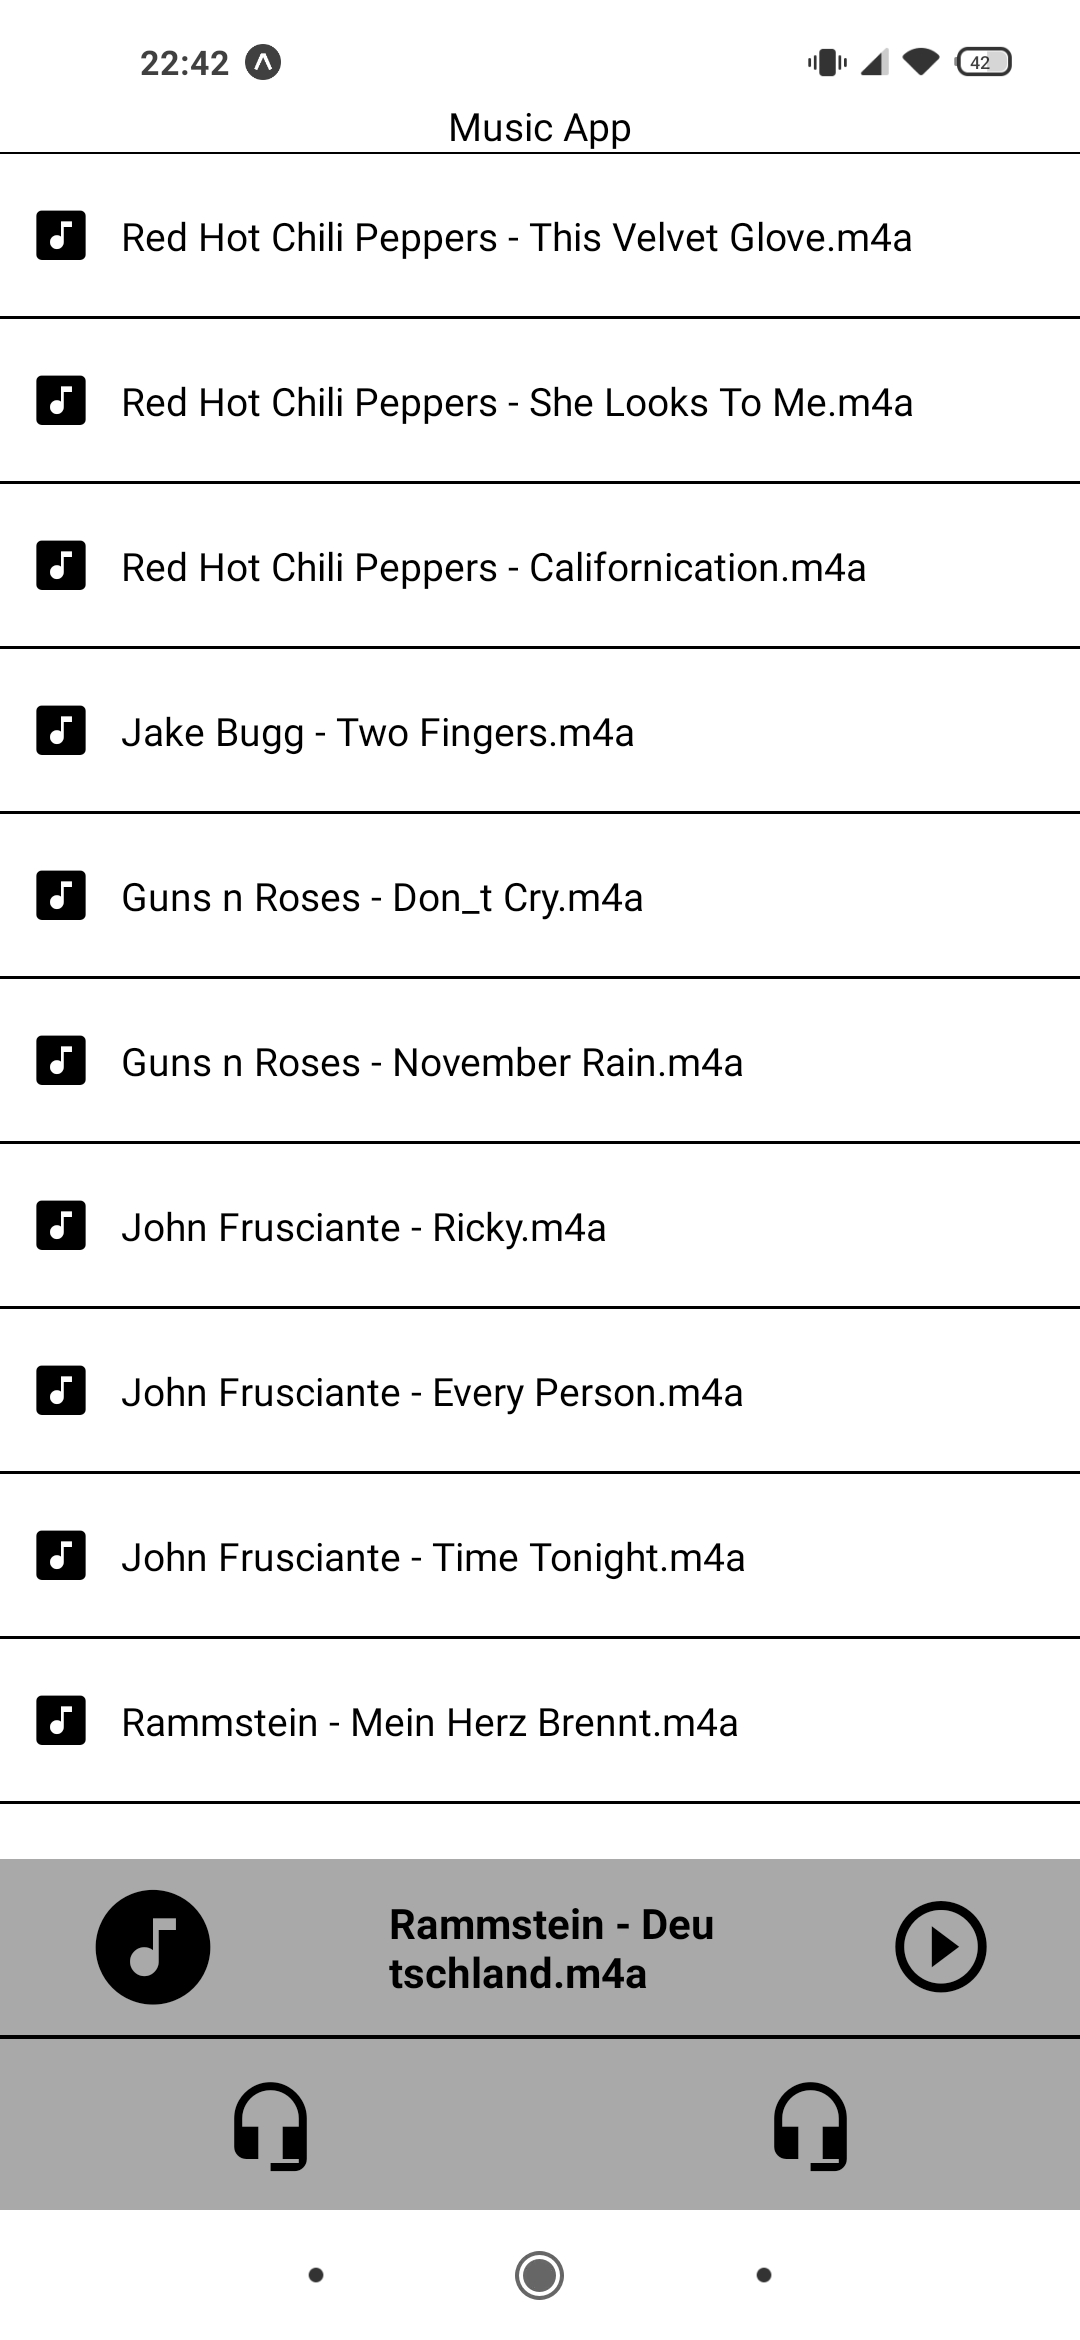 22:42
42
Music App
Red Hot Chili Peppers - This Velvet Glove.m4a
Red Hot Chili Peppers - She Looks To Me.m4a
Red Hot Chili Peppers - Californication.m4a
Jake Bugg - Two Fingers.m4a
Guns n Roses - Don_t Cry.m4a
Guns n Roses - November Rain.m4a
John Frusciante - Ricky.m4a
John Frusciante - Every Person.m4a
John Frusciante - Time Tonight.m4a
Rammstein - Mein Herz Brennt.m4a
Rammstein - Deu
tschland.m4a